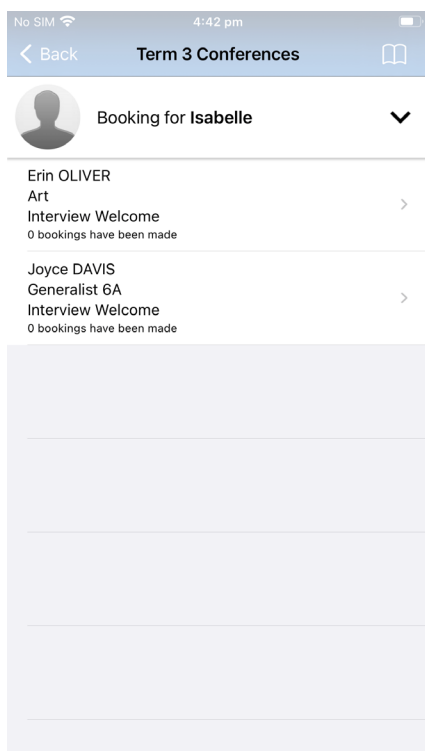 No SIM 4:42 pm
Back Term 3 Conferences
Booking for Isabelle
Erin OLIVER
Art
Interview Welcome
0 bookings have been made
Joyce DAVIS
Generalist 6A
Interview Welcome
0 bookings have been made